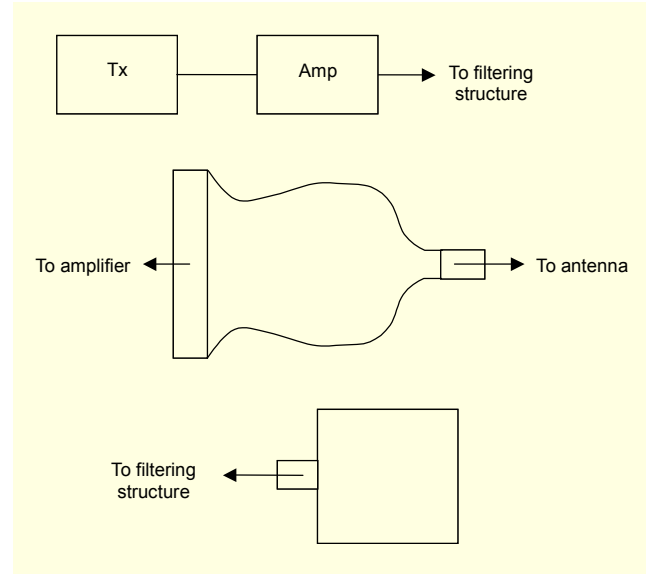 Tx
Amp
To filtering
structure
To amplifier
To antenna
To filtering
structure